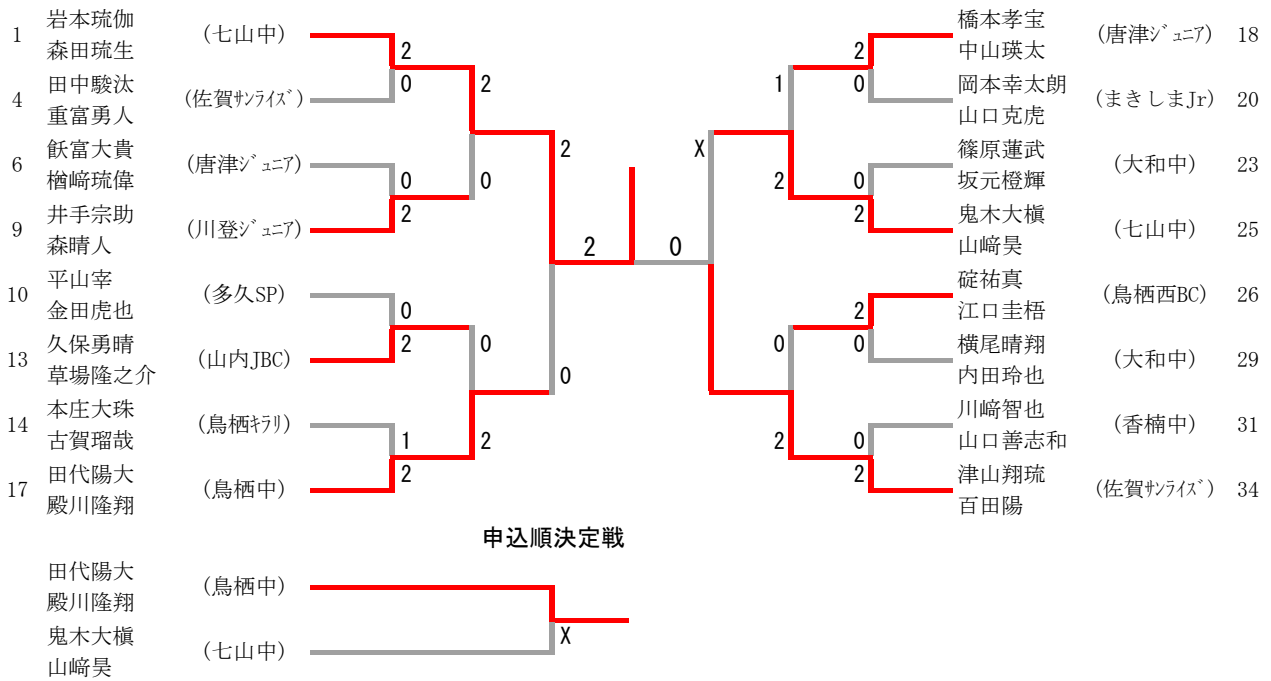 岩本琉伽
1 (七山中)
森田琉生
2
0
田中駿汰
4 (佐賀サンライズ)
重富勇人
2
飫富大貴
6 (唐津ジュニア)
楢﨑琉偉
0
2
0
井手宗助
9 (川登ジュニア)
森晴人
2
平山宰
10 (多久SP)
金田虎也
0
2
久保勇晴
13 (山内JBC)
草場隆之介
0
本庄大珠
14 (鳥栖キラリ)
古賀瑠哉
1
2
2
田代陽大
17 (鳥栖中)
殿川隆翔
0
2
0
橋本孝宝
(唐津ジュニア) 18
中山瑛太
2
0
岡本幸太朗
(まきしまJr) 20
山口克虎
1
篠原蓮武
(大和中) 23
坂元橙輝
0
2
2
鬼木大槇
(七山中) 25
山﨑昊
X
碇祐真
(鳥栖西BC) 26
江口圭梧
2
0
横尾晴翔
(大和中) 29
内田玲也
0
川﨑智也
(香楠中) 31
山口善志和
0
2
2
津山翔琉
(佐賀サンライズ) 34
百田陽
申込順決定戦
田代陽大
(鳥栖中)
殿川隆翔
鬼木大槇
(七山中)
山﨑昊
X